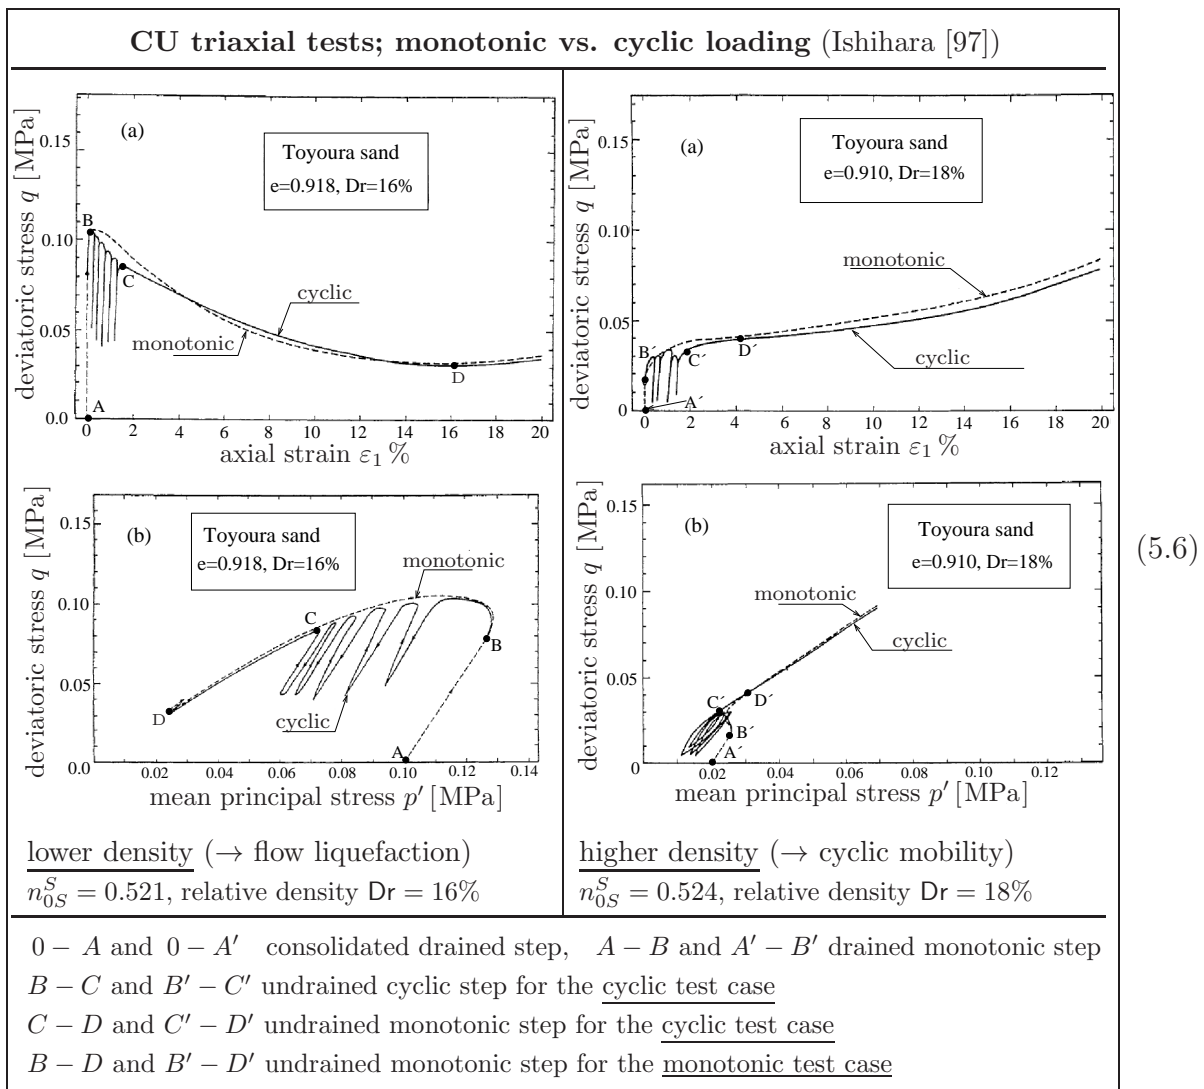 CU triaxial tests; monotonic vs. cyclic loading (Ishihara [97])
deviatoric stress q [MPa]
0.15
0.10
0.05
0.0
(a)
Toyoura sand
e=0.918, Dr=16%
B
C
cyclic
monotonic
D
A
0 2 4 6 8 10 12 14 16 18 20
axial strain ε₁ %
deviatoric stress q [MPa]
0.15
0.10
0.05
0
(a)
Toyoura sand
e=0.910, Dr=18%
monotonic
B′
C′
D′
cyclic
A′
0 2 4 6 8 10 12 14 16 18 20
axial strain ε₁ %
deviatoric stress q [MPa]
0.15
0.10
0.05
0.0
(b)
Toyoura sand
e=0.918, Dr=16%
monotonic
C
B
D
cyclic
A
0.02 0.04 0.06 0.08 0.10 0.12 0.14
mean principal stress p′ [MPa]
deviatoric stress q [MPa]
0.15
0.10
0.05
0
(b)
Toyoura sand
e=0.910, Dr=18%
monotonic
cyclic
C′
D′
B′
A′
0.02 0.04 0.06 0.08 0.10 0.12
mean principal stress p′ [MPa]
(5.6)
lower density (→ flow liquefaction)
n^S_0S = 0.521, relative density Dr = 16%
higher density (→ cyclic mobility)
n^S_0S = 0.524, relative density Dr = 18%
0 − A and 0 − A′ consolidated drained step, A − B and A′ − B′ drained monotonic step
B − C and B′ − C′ undrained cyclic step for the cyclic test case
C − D and C′ − D′ undrained monotonic step for the cyclic test case
B − D and B′ − D′ undrained monotonic step for the monotonic test case